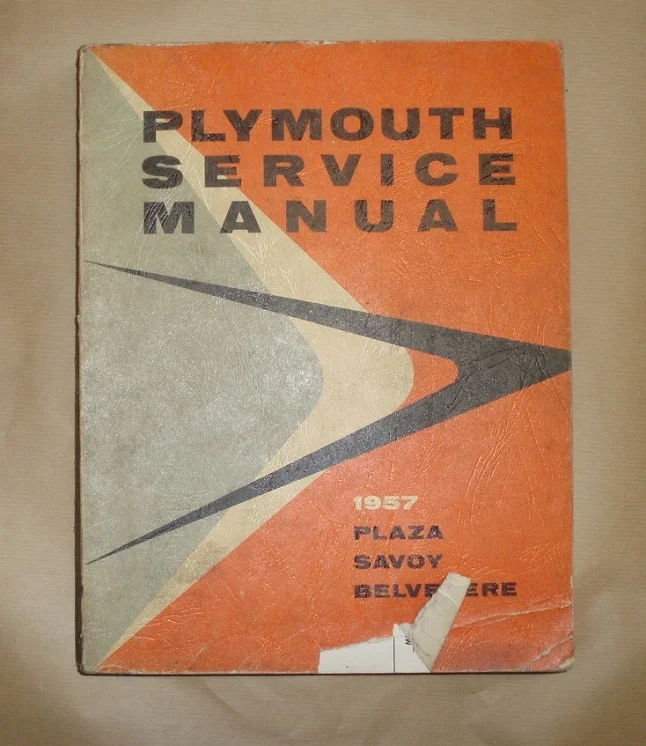 PLYMOUTH
SERVICE
MANUAL
1957
PLAZA
SAVOY